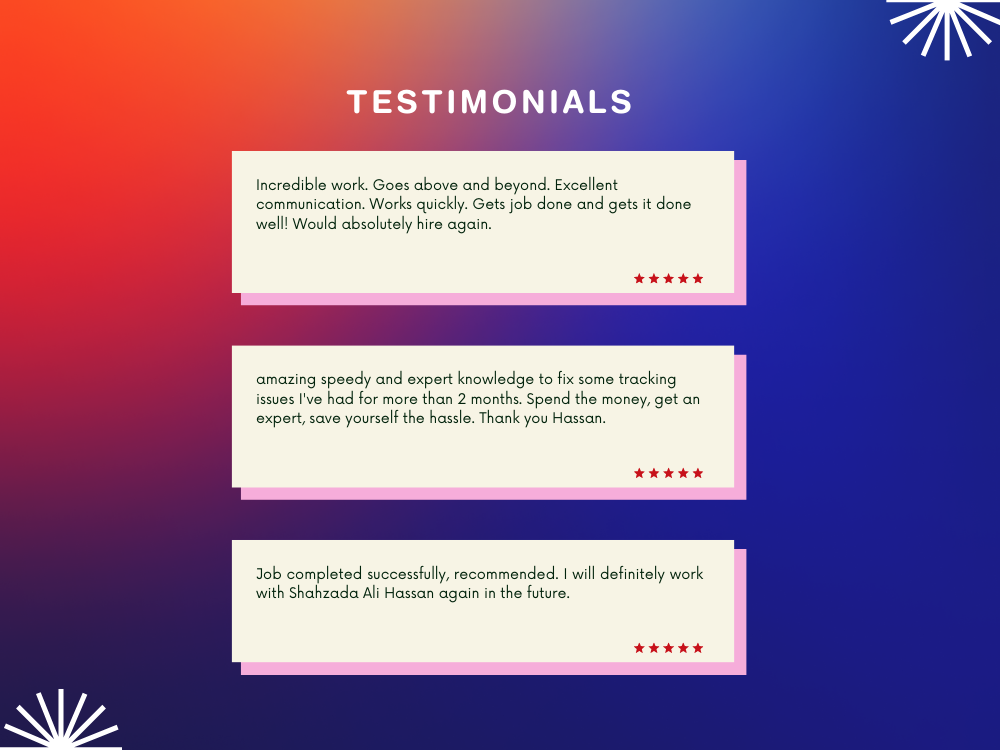 TESTIMONIALS
Incredible work. Goes above and beyond. Excellent
communication. Works quickly. Gets job done and gets it done
well! Would absolutely hire again.
amazing speedy and expert knowledge to fix some tracking
issues I've had for more than 2 months. Spend the money, get an
expert, save yourself the hassle. Thank you Hassan.
Job completed successfully, recommended. I will definitely work
with Shahzada Ali Hassan again in the future.